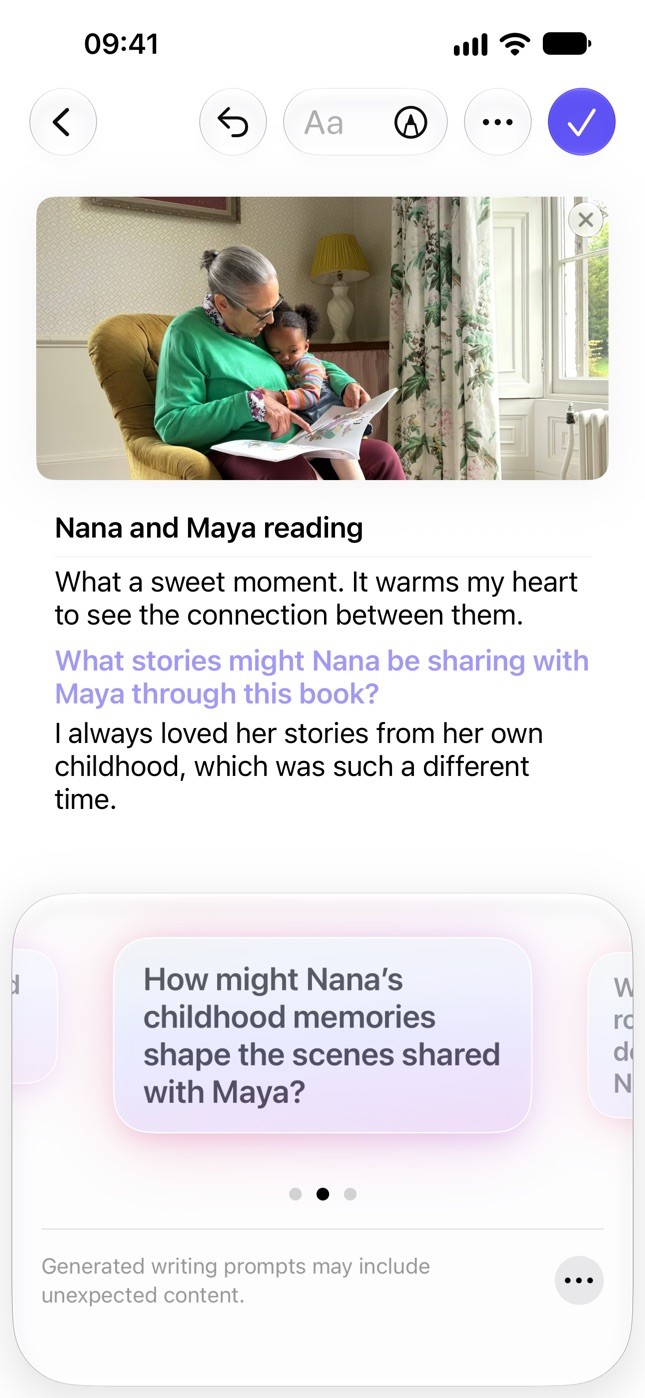 09:41
Aa
Nana and Maya reading
What a sweet moment. It warms my heart
to see the connection between them.
What stories might Nana be sharing with
Maya through this book?
I always loved her stories from her own
childhood, which was such a different
time.
How might Nana’s
childhood memories
shape the scenes shared
with Maya?
Generated writing prompts may include
unexpected content.